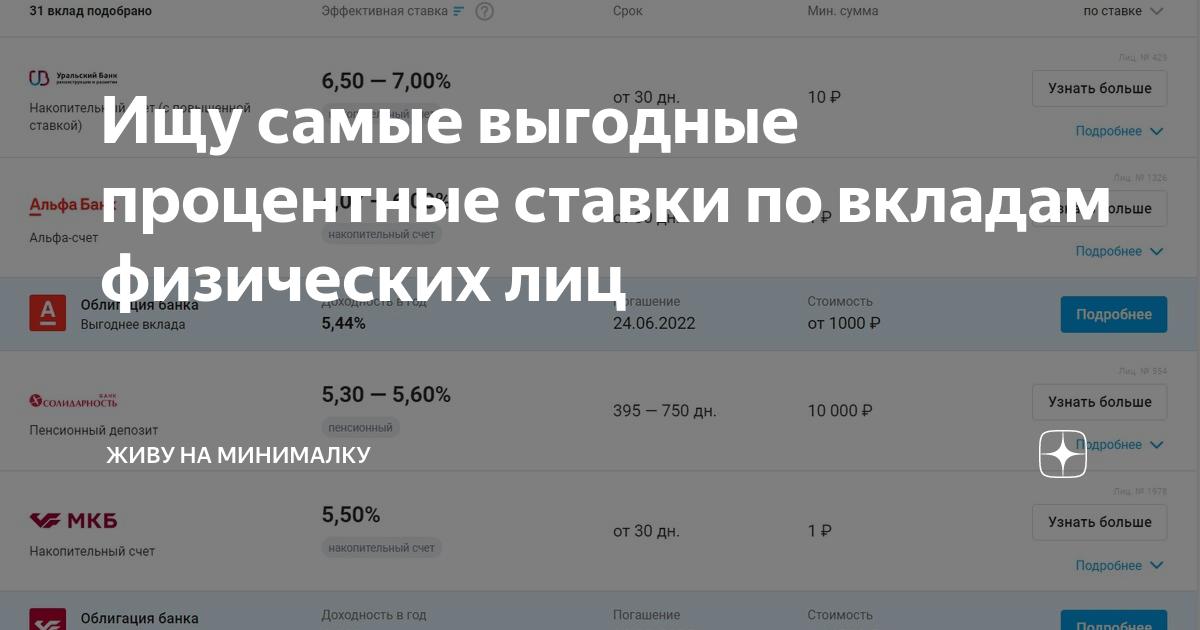 31 вклад подобрано Эффективная ставка ? Срок Мин. сумма по ставке
Лиц. № 429
Уральский Банк
реконструкции и развития
6,50 — 7,00%
от 30 дн.
10 ₽
Узнать больше
Накопительный счет (с повышенной
ставкой)
накопительный счет
Подробнее
Ищу самые выгодные
процентные ставки по вкладам
физических лиц
Лиц. № 1326
Альфа Банк
Альфа-счет
накопительный счет
Подробнее
А
Облигация банка
Выгоднее вклада
Доходность в год
5,44%
Погашение
24.06.2022
Стоимость
от 1000 ₽
Подробнее
Лиц. № 554
БАНК
СОЛИДАРНОСТЬ
5,30 — 5,60%
395 — 750 дн.
10 000 ₽
Узнать больше
Пенсионный депозит
пенсионный
Подробнее
ЖИВУ НА МИНИМАЛКУ
Лиц. № 1978
МКБ
5,50%
от 30 дн.
1 ₽
Узнать больше
Накопительный счет
накопительный счет
Подробнее
Облигация банка Доходность в год Погашение Стоимость
Подробнее